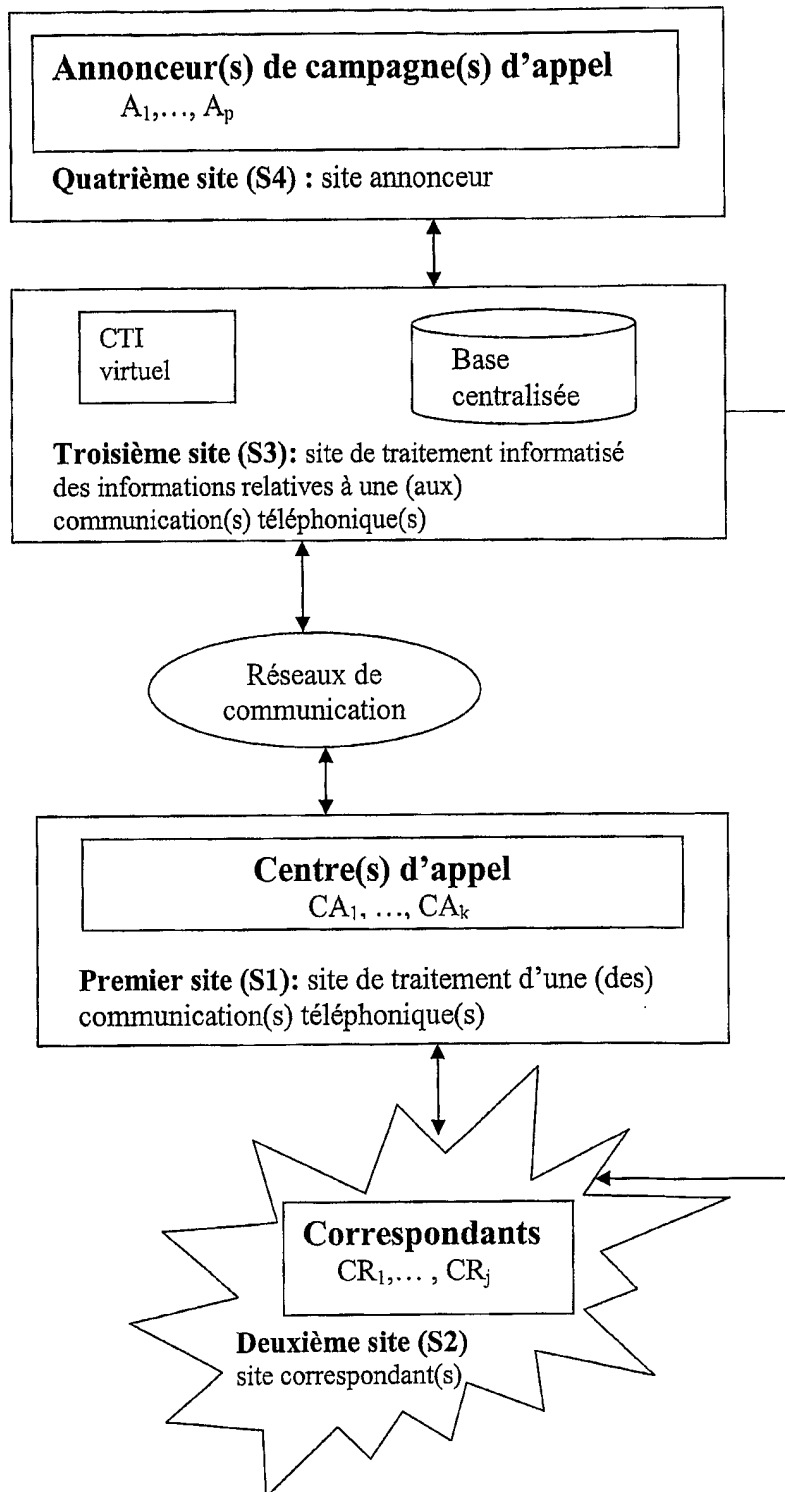 Annonceur(s) de campagne(s) d'appel
A1,..., Ap
Quatrième site (S4) : site annonceur
CTI
virtuel
Base
centralisée
Troisième site (S3): site de traitement informatisé
des informations relatives à une (aux)
communication(s) téléphonique(s)
Réseaux de
communication
Centre(s) d'appel
CA1, ..., CAk
Premier site (S1): site de traitement d'une (des)
communication(s) téléphonique(s)
Correspondants
CR1,... , CRj
Deuxième site (S2)
site correspondant(s)